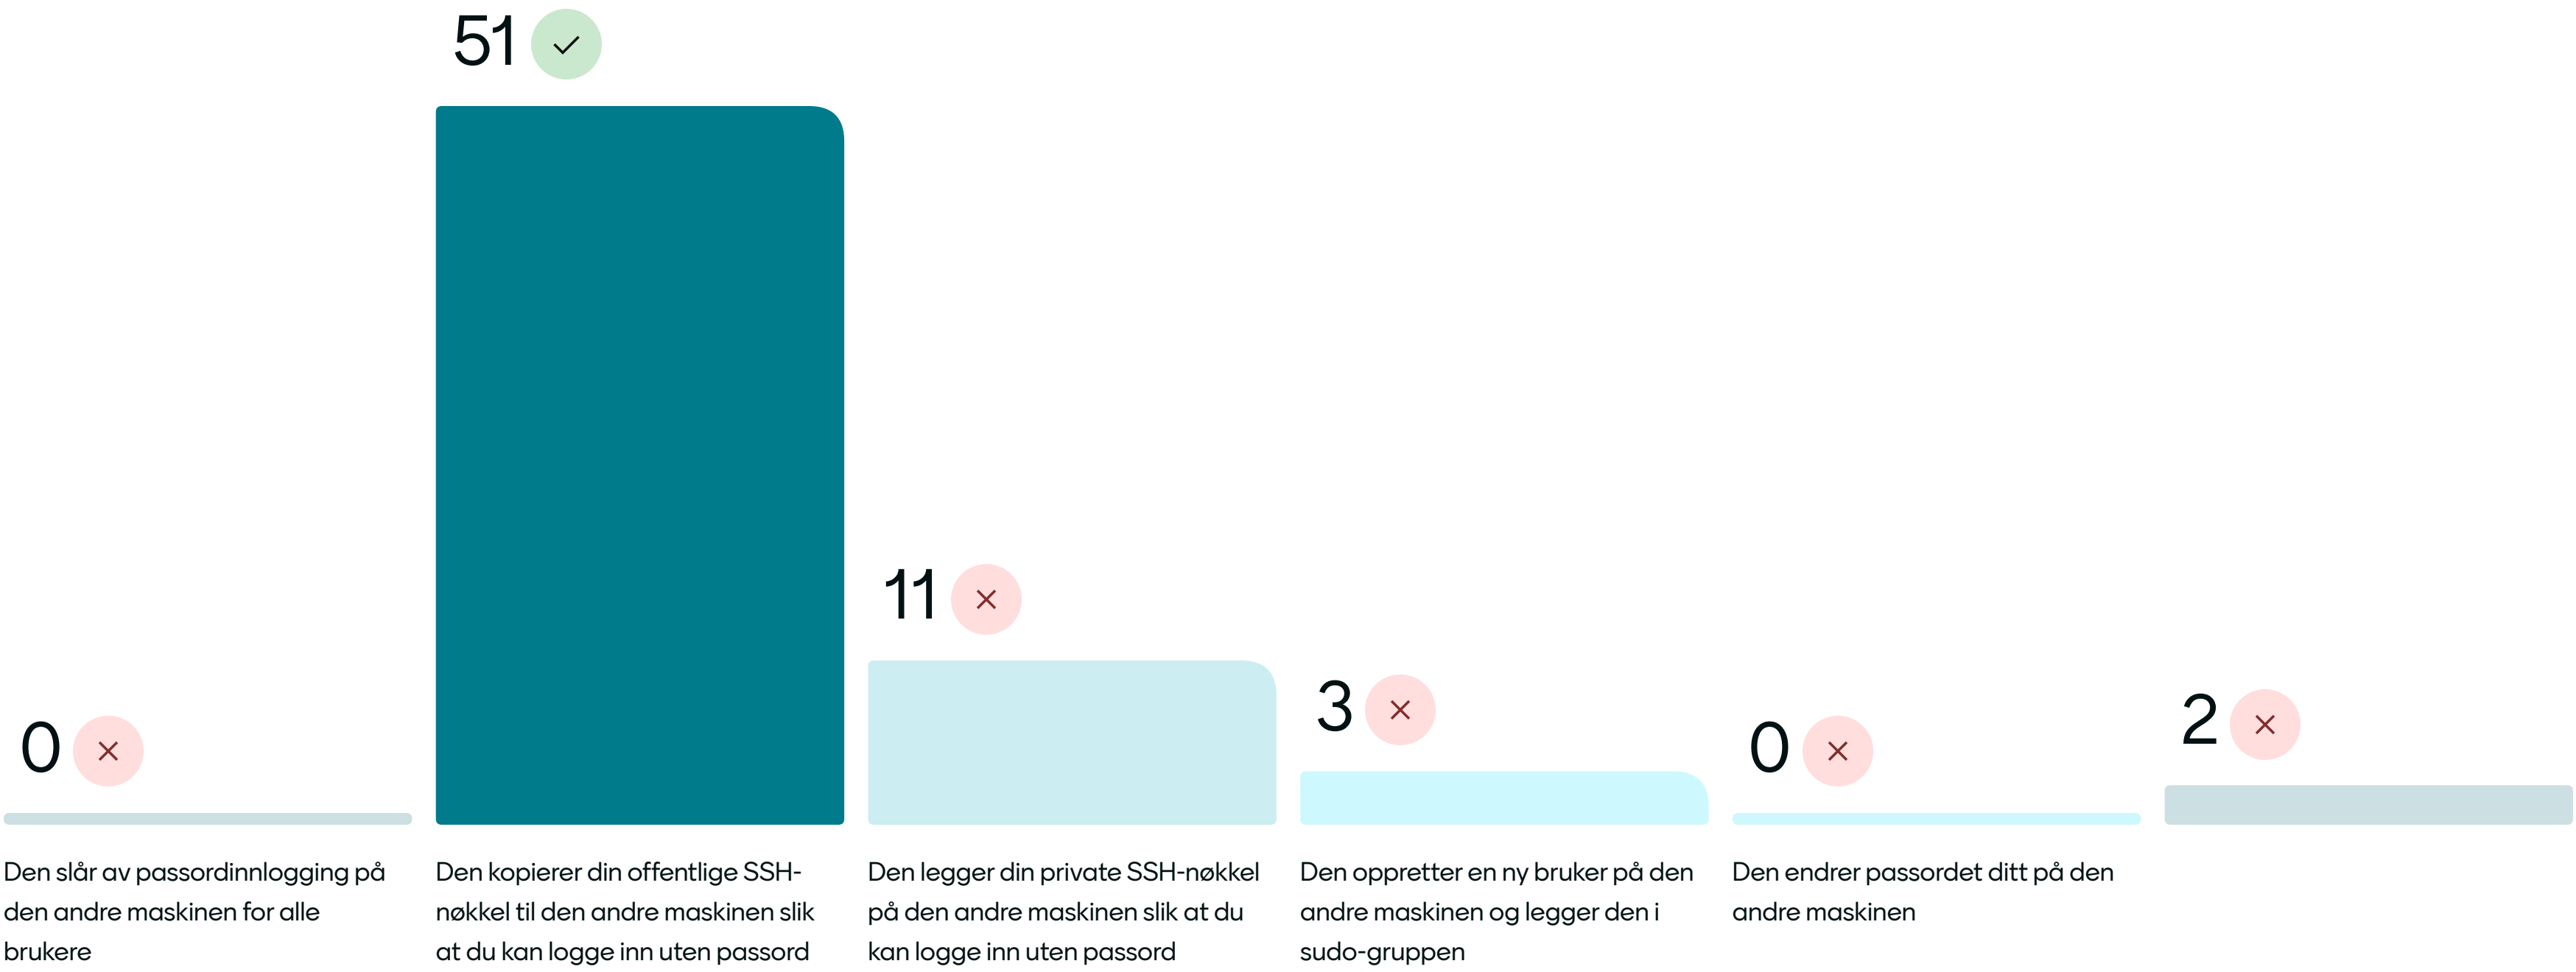 0
51
11
3
0
2
Den slår av passordinnlogging på
den andre maskinen for alle
brukere
Den kopierer din offentlige SSH-
nøkkel til den andre maskinen slik
at du kan logge inn uten passord
Den legger din private SSH-nøkkel
på den andre maskinen slik at du
kan logge inn uten passord
Den oppretter en ny bruker på den
andre maskinen og legger den i
sudo-gruppen
Den endrer passordet ditt på den
andre maskinen